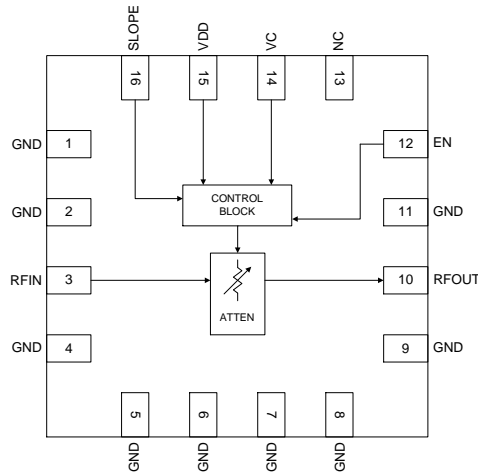 SLOPE
VDD
VC
NC
16
15
14
13
GND 1
12 EN
GND 2
11 GND
CONTROL
BLOCK
RFIN 3
10 RFOUT
ATTEN
GND 4
9 GND
5
6
7
8
GND
GND
GND
GND